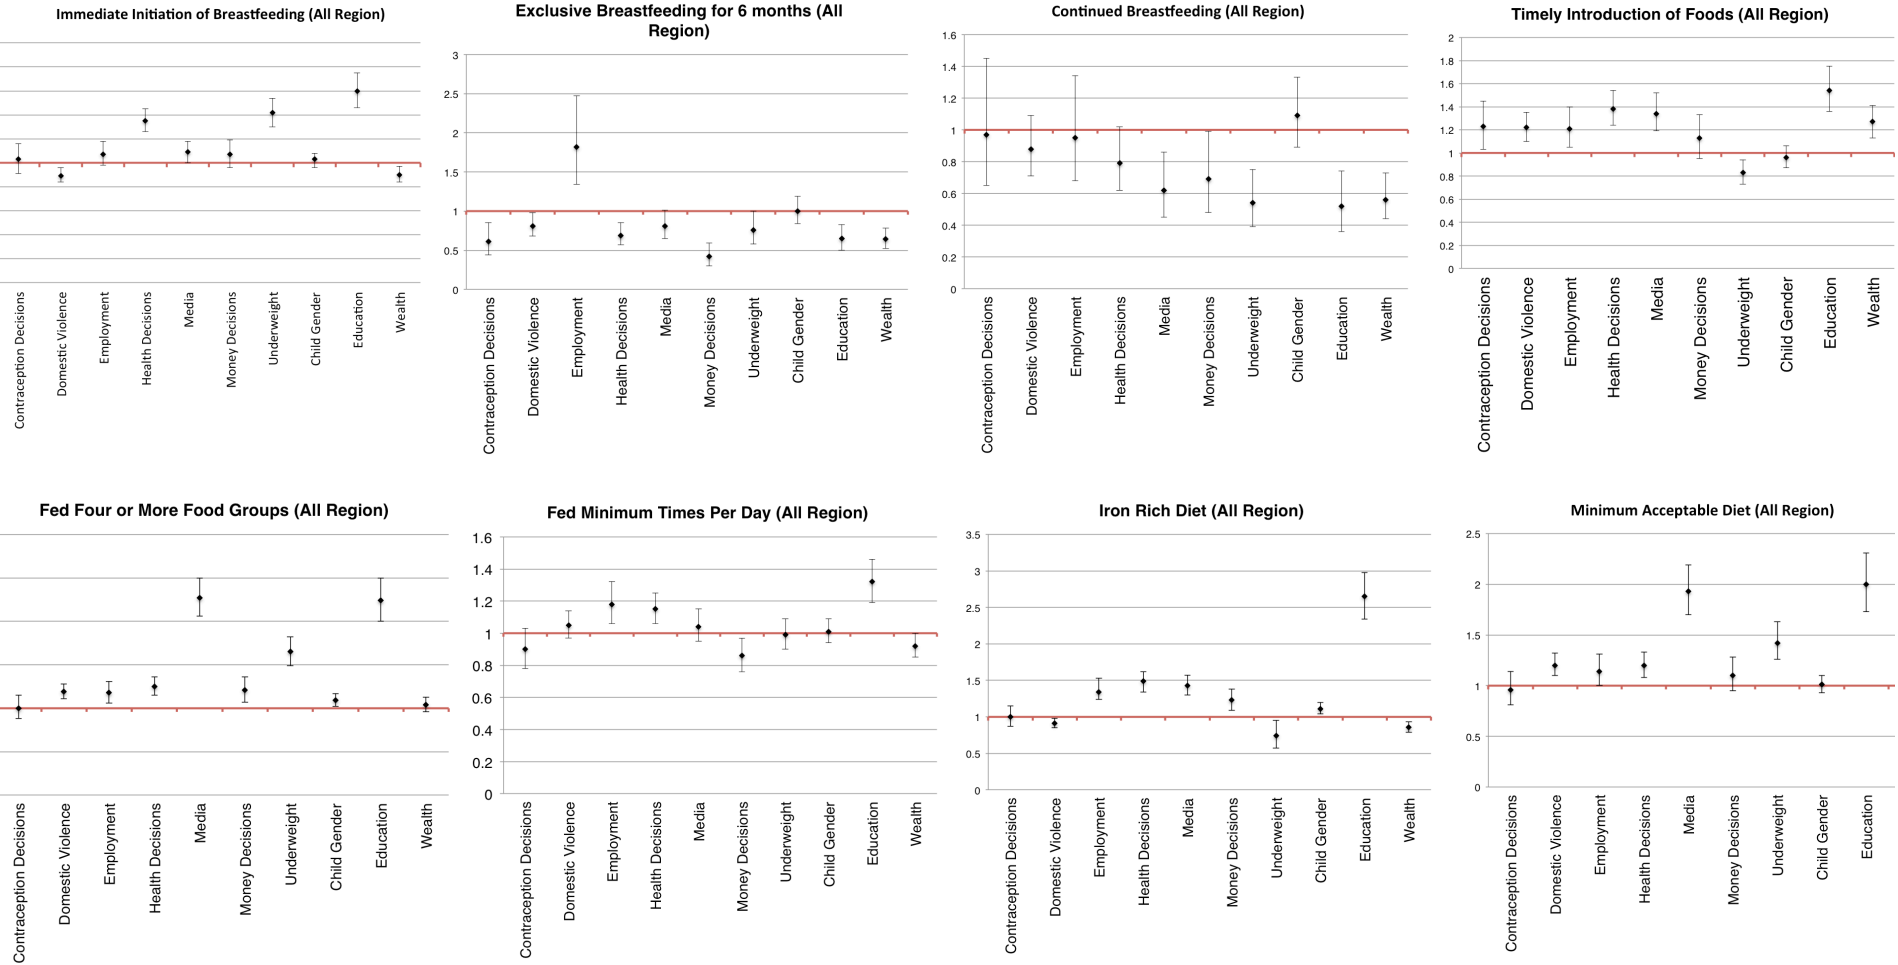 Immediate Initiation of Breastfeeding (All Region)
Contraception Decisions
Domestic Violence
Employment
Health Decisions
Media
Money Decisions
Underweight
Child Gender
Education
Wealth
Exclusive Breastfeeding for 6 months (All
Region)
3
2.5
2
1.5
1
0.5
0
Contraception Decisions
Domestic Violence
Employment
Health Decisions
Media
Money Decisions
Underweight
Child Gender
Education
Wealth
Continued Breastfeeding (All Region)
1.6
1.4
1.2
1
0.8
0.6
0.4
0.2
0
Contraception Decisions
Domestic Violence
Employment
Health Decisions
Media
Money Decisions
Underweight
Child Gender
Education
Wealth
Timely Introduction of Foods (All Region)
2
1.8
1.6
1.4
1.2
1
0.8
0.6
0.4
0.2
0
Contraception Decisions
Domestic Violence
Employment
Health Decisions
Media
Money Decisions
Underweight
Child Gender
Education
Wealth
Fed Four or More Food Groups (All Region)
Contraception Decisions
Domestic Violence
Employment
Health Decisions
Media
Money Decisions
Underweight
Child Gender
Education
Wealth
Fed Minimum Times Per Day (All Region)
1.6
1.4
1.2
1
0.8
0.6
0.4
0.2
0
Contraception Decisions
Domestic Violence
Employment
Health Decisions
Media
Money Decisions
Underweight
Child Gender
Education
Wealth
Iron Rich Diet (All Region)
3.5
3
2.5
2
1.5
1
0.5
0
Contraception Decisions
Domestic Violence
Employment
Health Decisions
Media
Money Decisions
Underweight
Child Gender
Education
Wealth
Minimum Acceptable Diet (All Region)
2.5
2
1.5
1
0.5
0
Contraception Decisions
Domestic Violence
Employment
Health Decisions
Media
Money Decisions
Underweight
Child Gender
Education